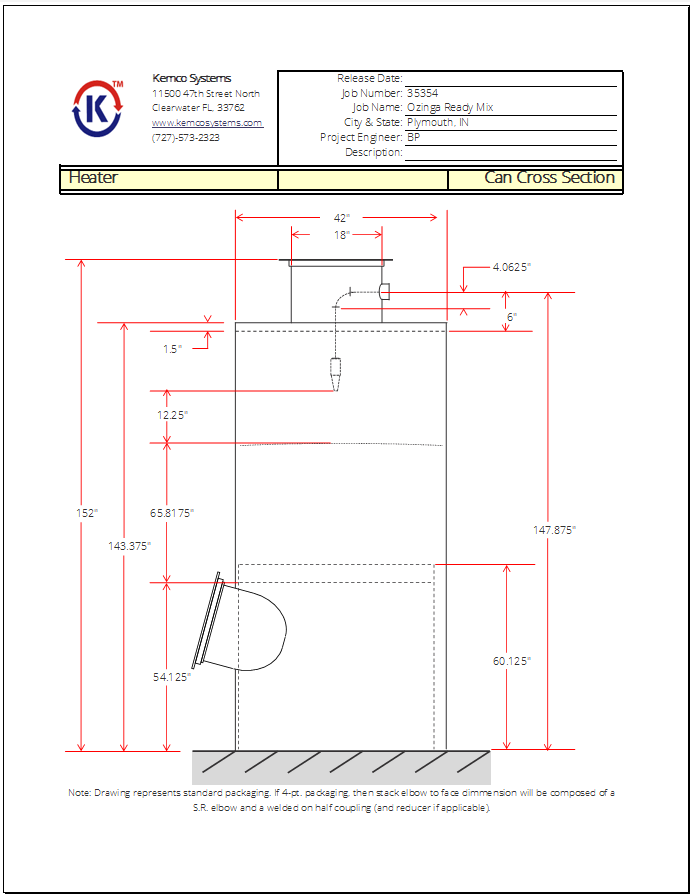 Kemco Systems
11500 47th Street North
Clearwater FL, 33762
www.kemcosystems.com
(727)-573-2323
TM
K
Release Date:
Job Number: 35354
Job Name: Ozinga Ready Mix
City & State: Plymouth, IN
Project Engineer: BP
Description:
Heater Can Cross Section
42"
18"
4.0625"
6"
1.5"
12.25"
152"
65.8175"
147.875"
143.375"
60.125"
54.125"
Note: Drawing represents standard packaging. If 4-pt. packaging, then stack elbow to face dimmension will be composed of a
S.R. elbow and a welded on half coupling (and reducer if applicable).